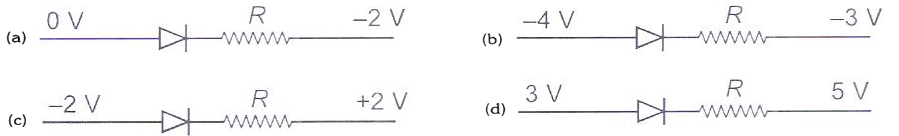 (a) 0 V R –2 V
(b) –4 V R –3 V
(c) –2 V R +2 V
(d) 3 V R 5 V